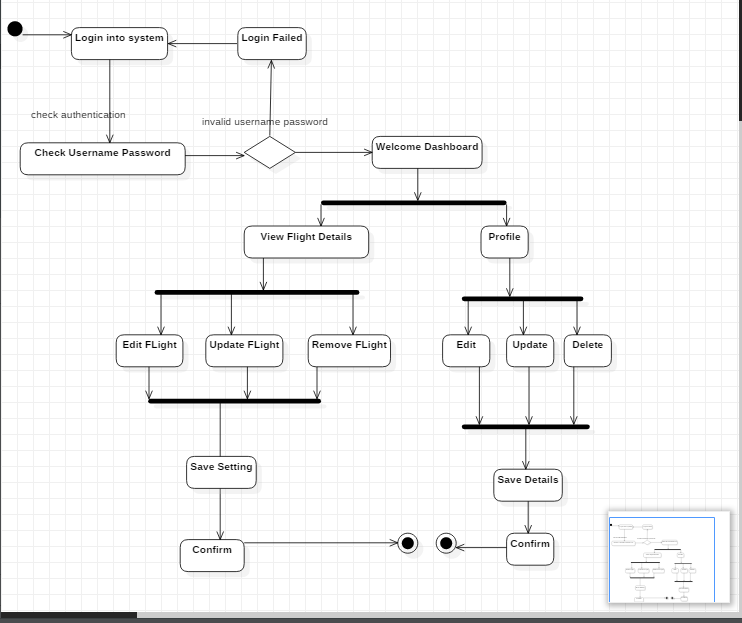 Login into system
Login Failed
check authentication
invalid username password
Check Username Password
Welcome Dashboard
View Flight Details
Profile
Edit FLight
Update FLight
Remove FLight
Edit
Update
Delete
Save Setting
Save Details
Confirm
Confirm